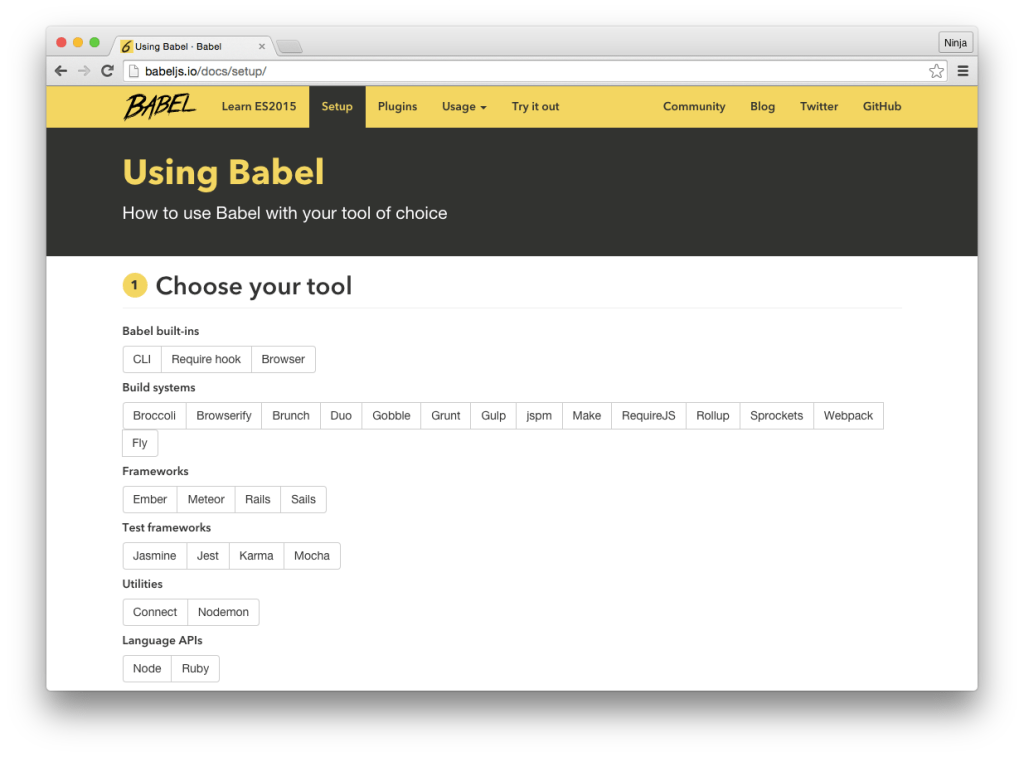 6 Using Babel · Babel
Ninja
babeljs.io/docs/setup/
BABEL Learn ES2015 Setup Plugins Usage Try it out Community Blog Twitter GitHub
Using Babel
How to use Babel with your tool of choice
1 Choose your tool
Babel built-ins
CLI Require hook Browser
Build systems
Broccoli Browserify Brunch Duo Gobble Grunt Gulp jspm Make RequireJS Rollup Sprockets Webpack
Fly
Frameworks
Ember Meteor Rails Sails
Test frameworks
Jasmine Jest Karma Mocha
Utilities
Connect Nodemon
Language APIs
Node Ruby